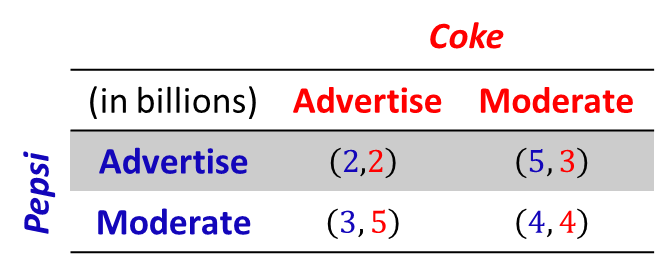 Coke
(in billions) Advertise Moderate
Pepsi
Advertise (2,2) (5,3)
Moderate (3,5) (4,4)